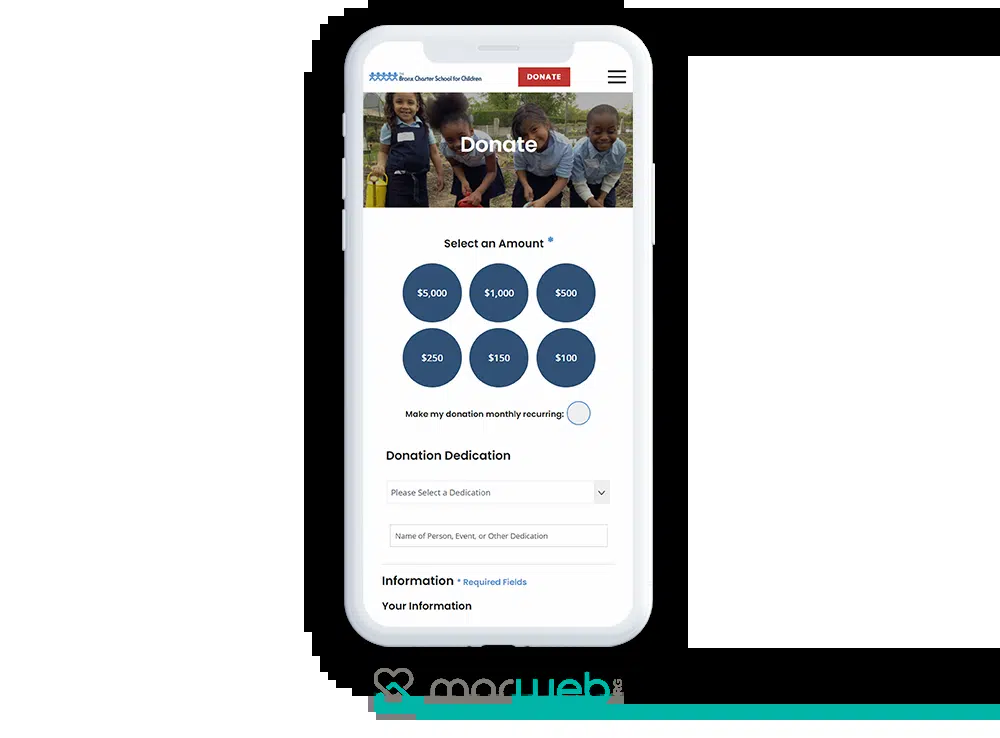 The
Bronx Charter School for Children
DONATE
Donate
Select an Amount *
$5,000 $1,000 $500
$250 $150 $100
Make my donation monthly recurring:
Donation Dedication
Please Select a Dedication
Name of Person, Event, or Other Dedication
Information * Required Fields
Your Information
marweb